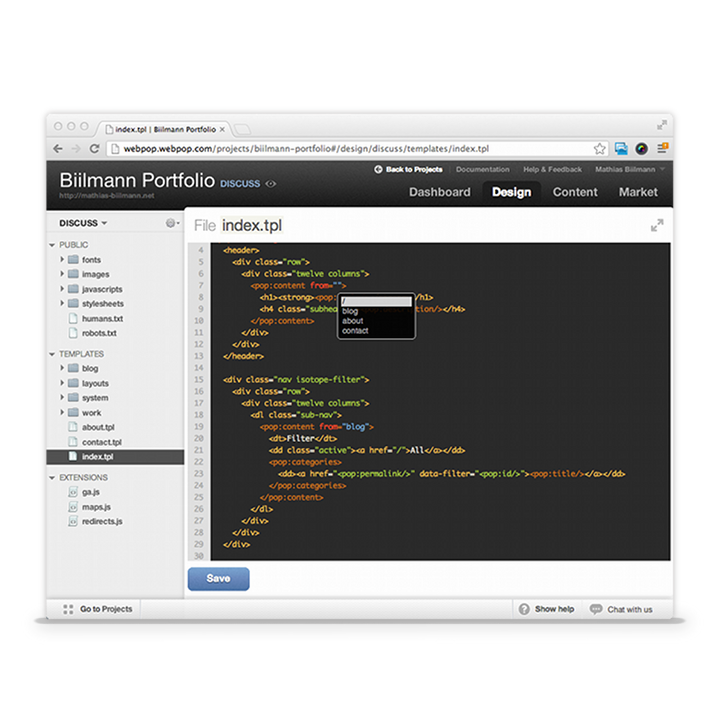 index.tpl | Biilmann Portfolio ×
webpop.webpop.com/projects/biilmann-portfolio#/design/discuss/templates/index.tpl
Back to Projects Documentation Help & Feedback Mathias Biilmann
Biilmann Portfolio DISCUSS
http://mathias-biilmann.net
Dashboard Design Content Market
DISCUSS
File index.tpl
PUBLIC
fonts
images
javascripts
stylesheets
humans.txt
robots.txt
TEMPLATES
blog
layouts
system
work
about.tpl
contact.tpl
index.tpl
EXTENSIONS
ga.js
maps.js
redirects.js
4 <header>
5 <div class="row">
6 <div class="twelve columns">
7 <pop:content from="">
8 <h1><strong><pop: </h1>
9 <h4 class="subhea tion/></h4>
10 </pop:content>
11 </div>
12 </div>
13 </header>
14
15 <div class="nav isotope-filter">
16 <div class="row">
17 <div class="twelve columns">
18 <dl class="sub-nav">
19 <pop:content from="blog">
20 <dt>Filter</dt>
21 <dd class="active"><a href="/">All</a></dd>
22 <pop:categories>
23 <dd><a href="<pop:permalink/>" data-filter="<pop:id/>"><pop:title/></a></dd>
24 </pop:categories>
25 </pop:content>
26 </dl>
27 </div>
28 </div>
29 </div>
30
/
blog
about
contact
Save
Go to Projects
Show help Chat with us